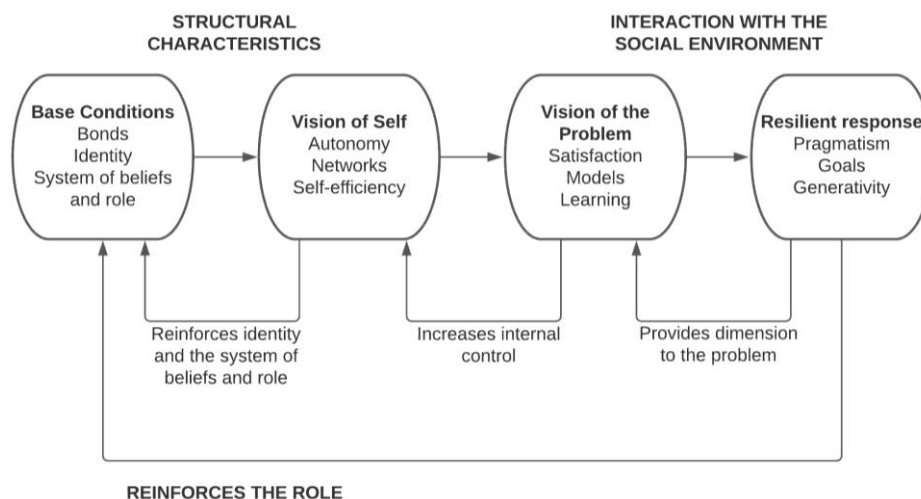 STRUCTURAL
CHARACTERISTICS
INTERACTION WITH THE
SOCIAL ENVIRONMENT
Base Conditions
Bonds
Identity
System of beliefs
and role
Vision of Self
Autonomy
Networks
Self-efficiency
Vision of the
Problem
Satisfaction
Models
Learning
Resilient response
Pragmatism
Goals
Generativity
Reinforces identity
and the system of
beliefs and role
Increases internal
control
Provides dimension
to the problem
REINFORCES THE ROLE